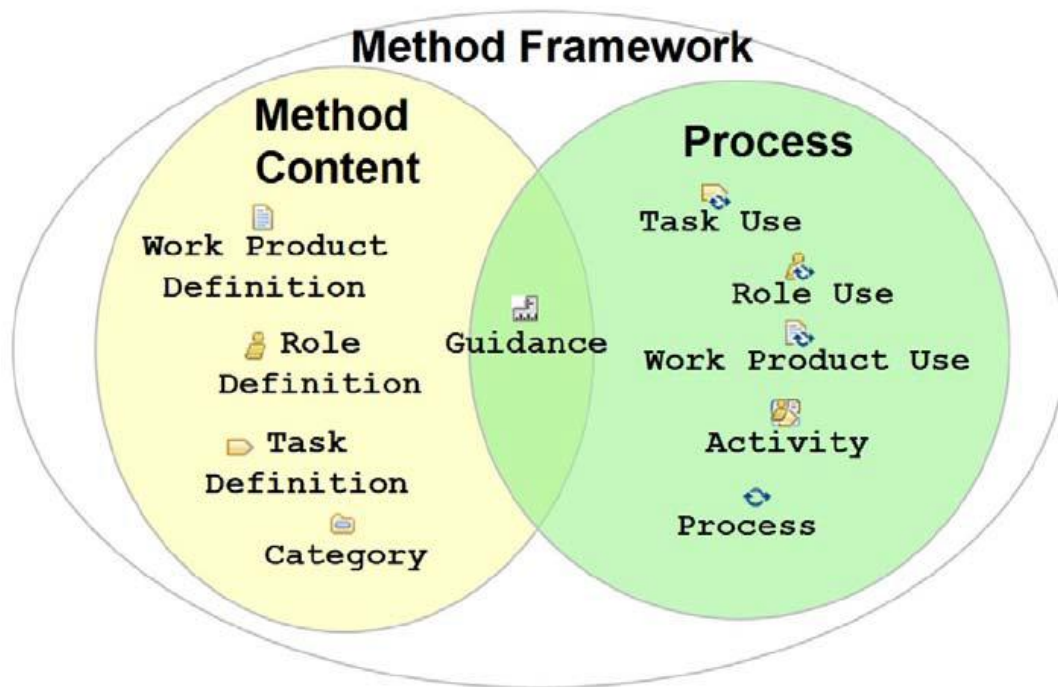 Method Framework
Method
Content
Work Product
Definition
Role
Definition
Task
Definition
Category
Guidance
Process
Task Use
Role Use
Work Product Use
Activity
Process